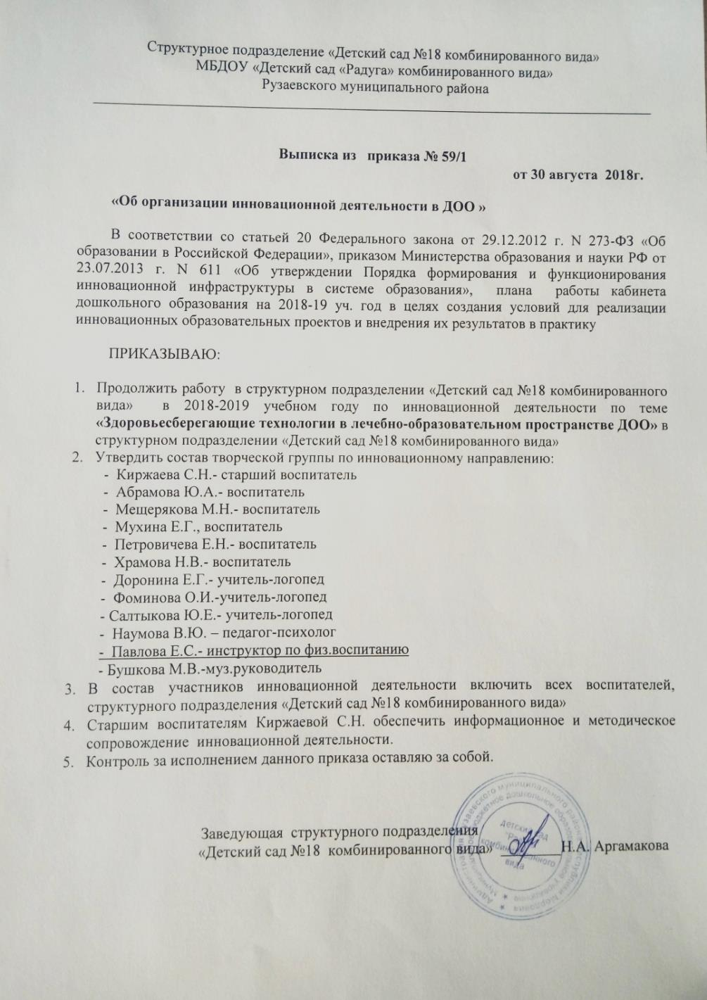 Структурное подразделение «Детский сад №18 комбинированного вида»
МБДОУ «Детский сад «Радуга» комбинированного вида»
Рузаевского муниципального района
Выписка из приказа № 59/1
от 30 августа 2018г.
«Об организации инновационной деятельности в ДОО »
В соответствии со статьей 20 Федерального закона от 29.12.2012 г. N 273-ФЗ «Об
образовании в Российской Федерации», приказом Министерства образования и науки РФ от
23.07.2013 г. N 611 «Об утверждении Порядка формирования и функционирования
инновационной инфраструктуры в системе образования», плана работы кабинета
дошкольного образования на 2018-19 уч. год в целях создания условий для реализации
инновационных образовательных проектов и внедрения их результатов в практику
ПРИКАЗЫВАЮ:
1. Продолжить работу в структурном подразделении «Детский сад №18 комбинированного
вида» в 2018-2019 учебном году по инновационной деятельности по теме
«Здоровьесберегающие технологии в лечебно-образовательном пространстве ДОО» в
структурном подразделении «Детский сад №18 комбинированного вида»
2. Утвердить состав творческой группы по инновационному направлению:
- Киржаева С.Н.- старший воспитатель
- Абрамова Ю.А.- воспитатель
- Мещерякова М.Н.- воспитатель
- Мухина Е.Г., воспитатель
- Петровичева Е.Н.- воспитатель
- Храмова Н.В.- воспитатель
- Доронина Е.Г.- учитель-логопед
- Фоминова О.И.-учитель-логопед
- Салтыкова Ю.Е.- учитель-логопед
- Наумова В.Ю. – педагог-психолог
- Павлова Е.С.- инструктор по физ.воспитанию
- Бушкова М.В.-муз.руководитель
3. В состав участников инновационной деятельности включить всех воспитателей,
структурного подразделения «Детский сад №18 комбинированного вида»
4. Старшим воспитателям Киржаевой С.Н. обеспечить информационное и методическое
сопровождение инновационной деятельности.
5. Контроль за исполнением данного приказа оставляю за собой.
Заведующая структурного подразделения
«Детский сад №18 комбинированного вида» Н.А. Аргамакова
детский сад
комбинированного
вида